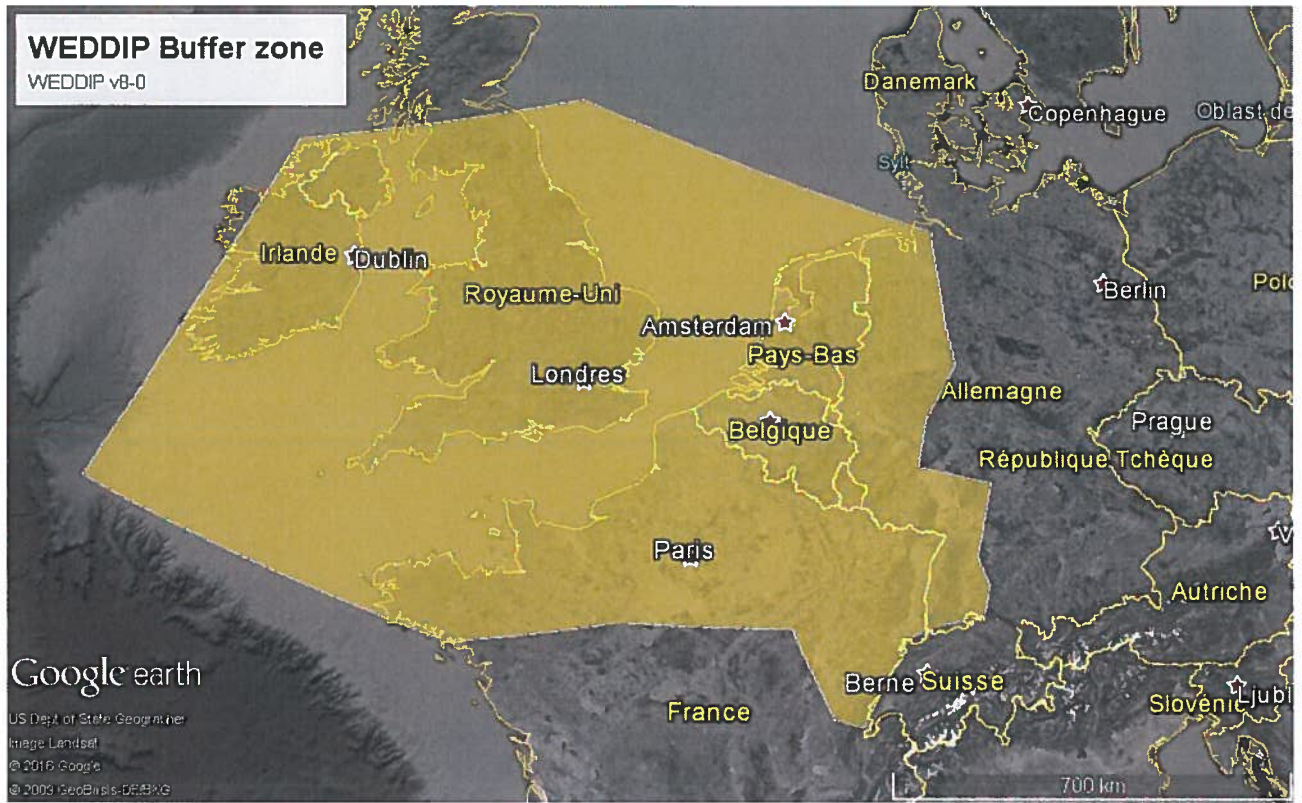 WEDDIP Buffer zone
WEDDIP v8-0
Danemark
Copenhague
Oblast de
Sylt
Irlande
Dublin
Royaume-Uni
Berlin
Amsterdam
Pays-Bas
Londres
Allemagne
Belgique
Prague
République Tchèque
Paris
Autriche
Berne
Suisse
France
Google earth
US Dept of State Geographer
Image Landsat
© 2016 Google
© 2009 GeoBasis-DE/BKG
700 km